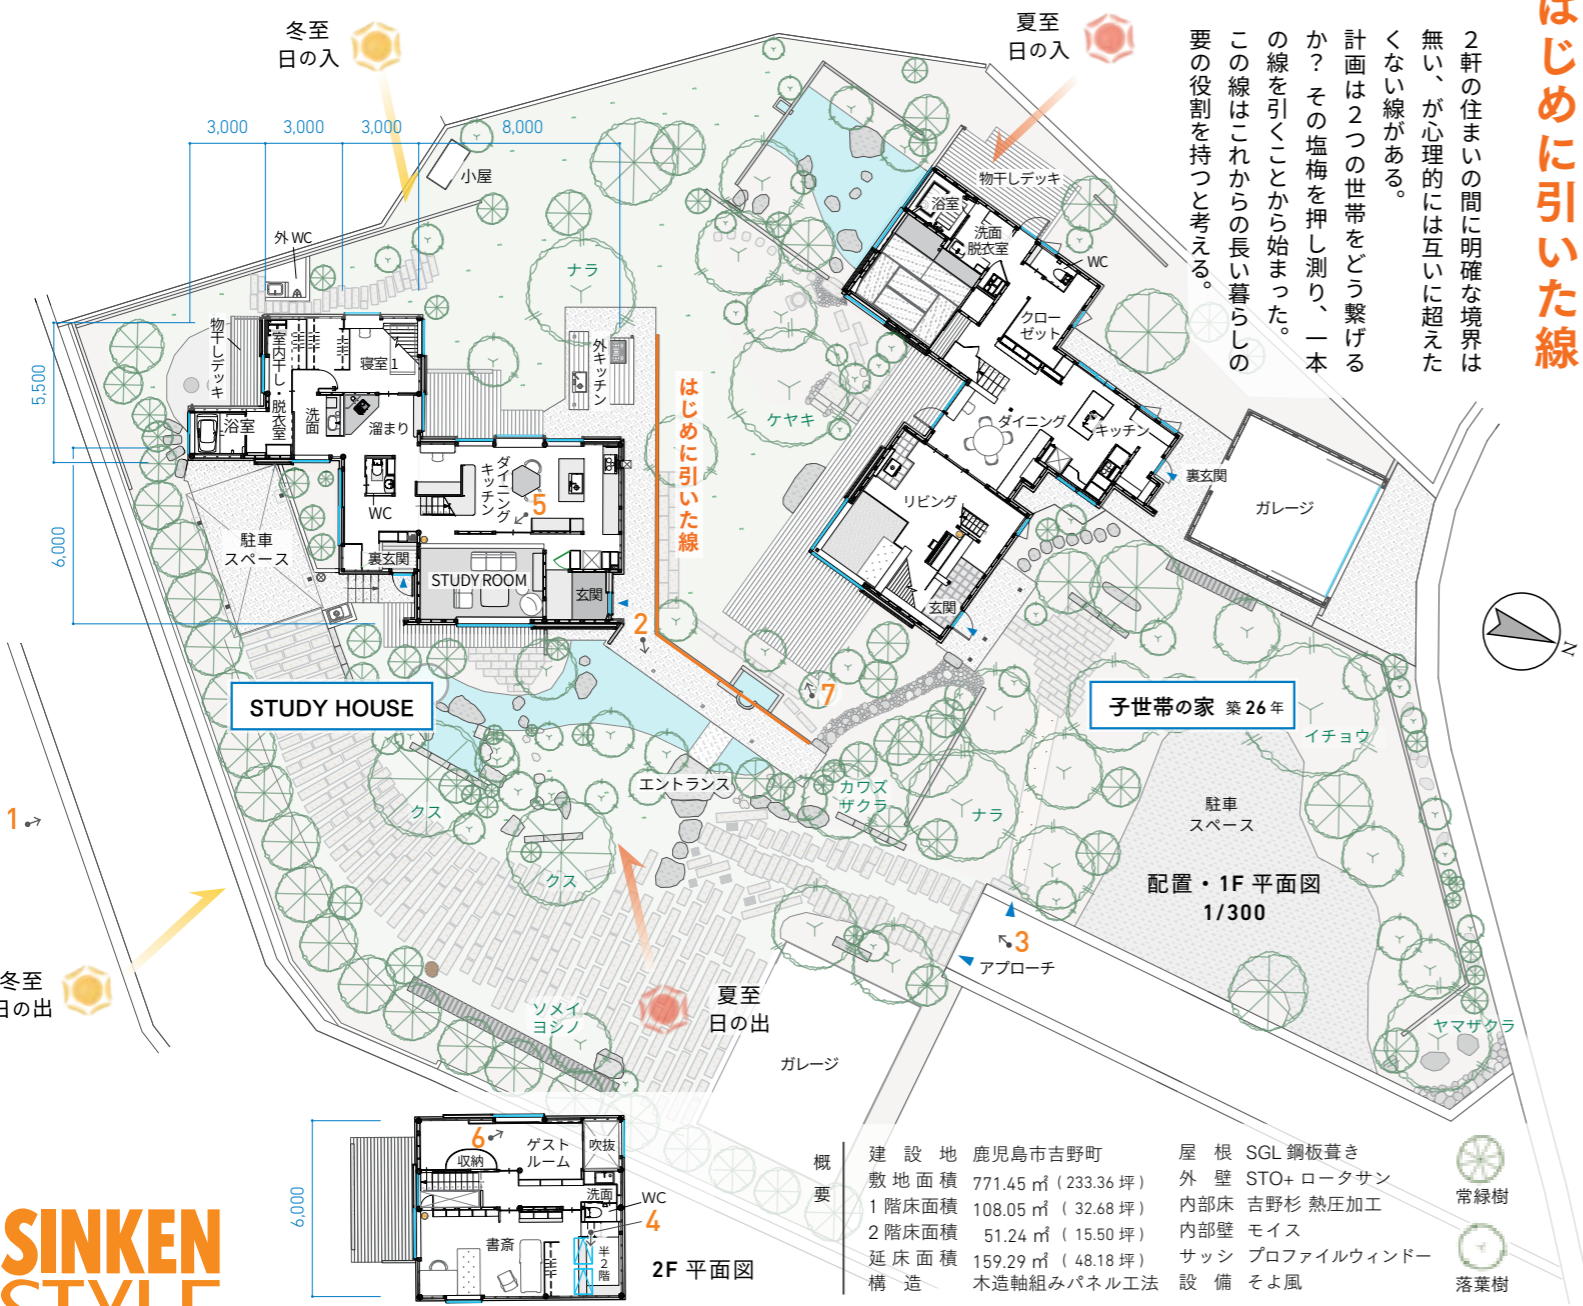 はじめに引いた線
２軒の住まいの間に明確な境界は
無い、が心理的には互いに超えた
くない線がある。
計画は２つの世帯をどう繋げる
か？その塩梅を押し測り、一本
の線を引くことから始まった。
この線はこれからの長い暮らしの
要の役割を持つと考える。
冬至
日の入
夏至
日の入
3,000
3,000
3,000
8,000
小屋
外 WC
物干しデッキ
浴室
洗面
脱衣室
WC
クロー
ゼット
ナラ
外キッチン
物干しデッキ
室内干し・脱衣室
寝室 1
洗面
溜まり
浴室
5,500
6,000
はじめに引いた線
ケヤキ
ダイニング
キッチン
裏玄関
ガレージ
リビング
玄関
ダイニング
キッチン
5
WC
駐車
スペース
裏玄関
STUDY ROOM
玄関
2
7
N
STUDY HOUSE
子世帯の家 築 26 年
イチョウ
エントランス
カワズ
ザクラ
ナラ
クス
クス
1
駐車
スペース
配置・1F 平面図
1/300
3
アプローチ
冬至
日の出
夏至
日の出
ソメイ
ヨシノ
ヤマザクラ
ガレージ
6,000
6
ゲスト
ルーム
吹抜
収納
洗面
WC
4
書斎
半2階
2F 平面図
SINKEN
STYLE
概要
建設地 鹿児島市吉野町
敷地面積 771.45 ㎡ ( 233.36 坪 )
1 階床面積 108.05 ㎡ ( 32.68 坪 )
2 階床面積 51.24 ㎡ ( 15.50 坪 )
延床面積 159.29 ㎡ ( 48.18 坪 )
構造 木造軸組みパネル工法
屋根 SGL 鋼板葺き
外壁 STO+ ロータサン
内部床 吉野杉 熱圧加工
内部壁 モイス
サッシ プロファイルウィンドー
設備 そよ風
常緑樹
落葉樹